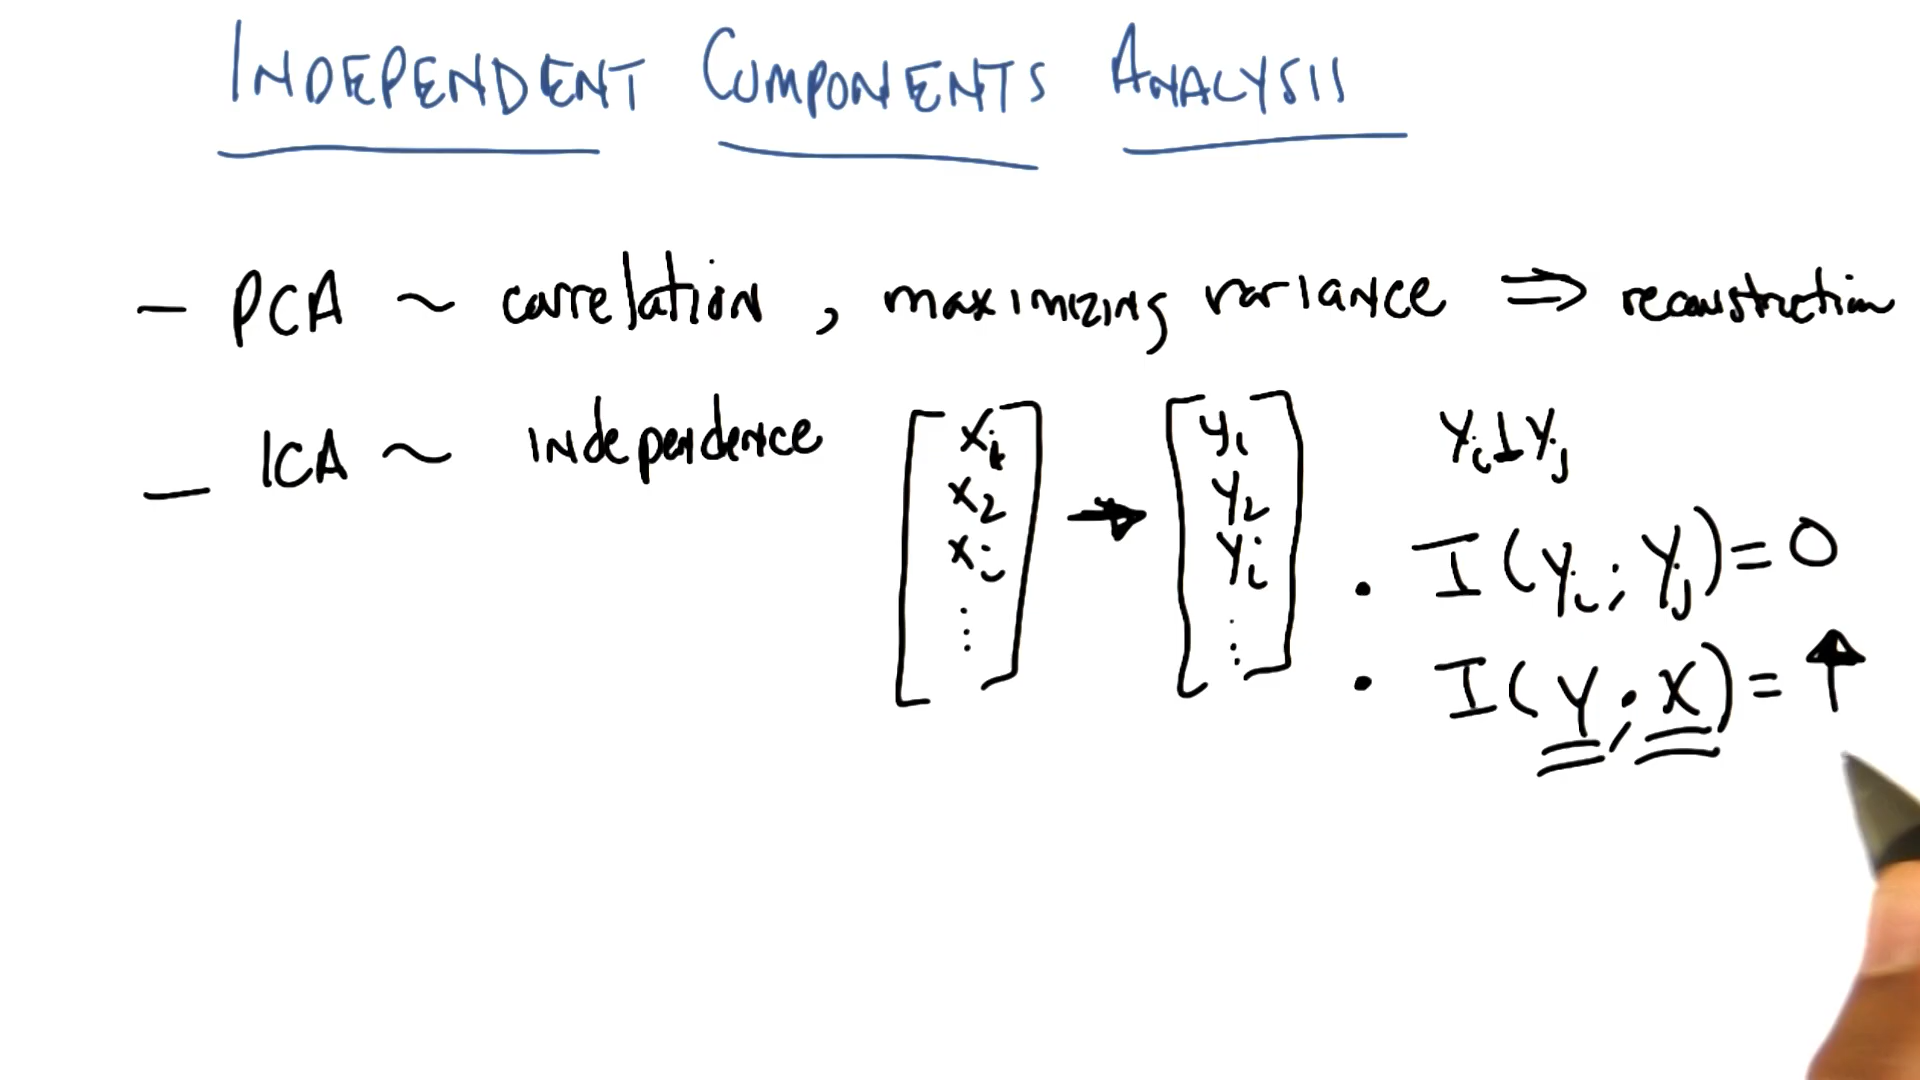 INDEPENDENT COMPONENTS ANALYSIS
- PCA ~ correlation, maximizing variance ⇒ reconstruction
- ICA ~ independence [x₁ x₂ xᵢ ⋮] → [y₁ y₂ yᵢ ⋮] yᵢ ⊥ yⱼ
• I(yᵢ; yⱼ) = 0
• I(Y; X) = ↑